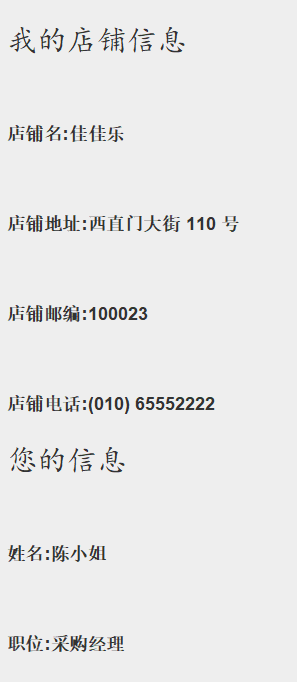 我的店铺信息
店铺名:佳佳乐
店铺地址:西直门大街 110 号
店铺邮编:100023
店铺电话:(010) 65552222
您的信息
姓名:陈小姐
职位:采购经理